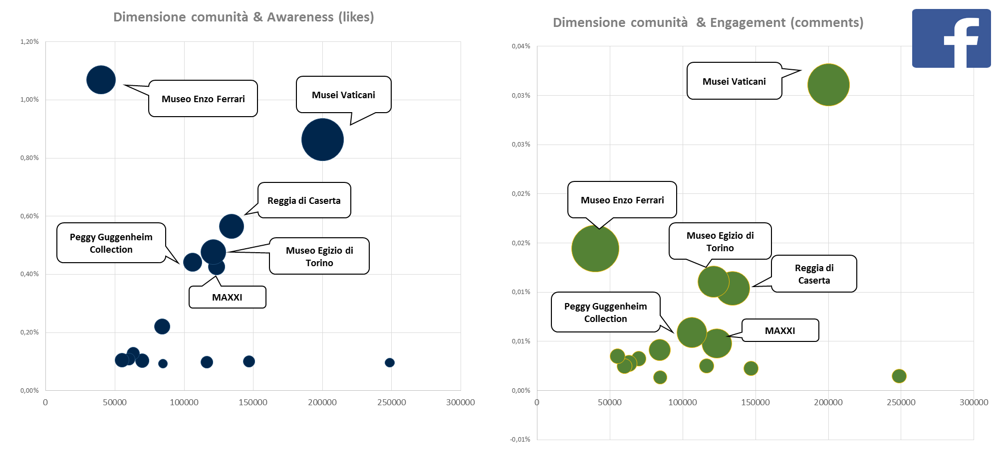 Dimensione comunità & Awareness (likes)
1,20%
1,00%
0,80%
0,60%
0,40%
0,20%
0,00%
0
50000
100000
150000
200000
250000
300000
Museo Enzo Ferrari
Musei Vaticani
Reggia di Caserta
Peggy Guggenheim
Collection
Museo Egizio di
Torino
MAXXI
Dimensione comunità & Engagement (comments)
0,04%
0,03%
0,03%
0,02%
0,02%
0,01%
0,01%
0,00%
-0,01%
0
50000
100000
150000
200000
250000
300000
Musei Vaticani
Museo Enzo Ferrari
Museo Egizio di
Torino
Reggia di
Caserta
Peggy Guggenheim
Collection
MAXXI
f